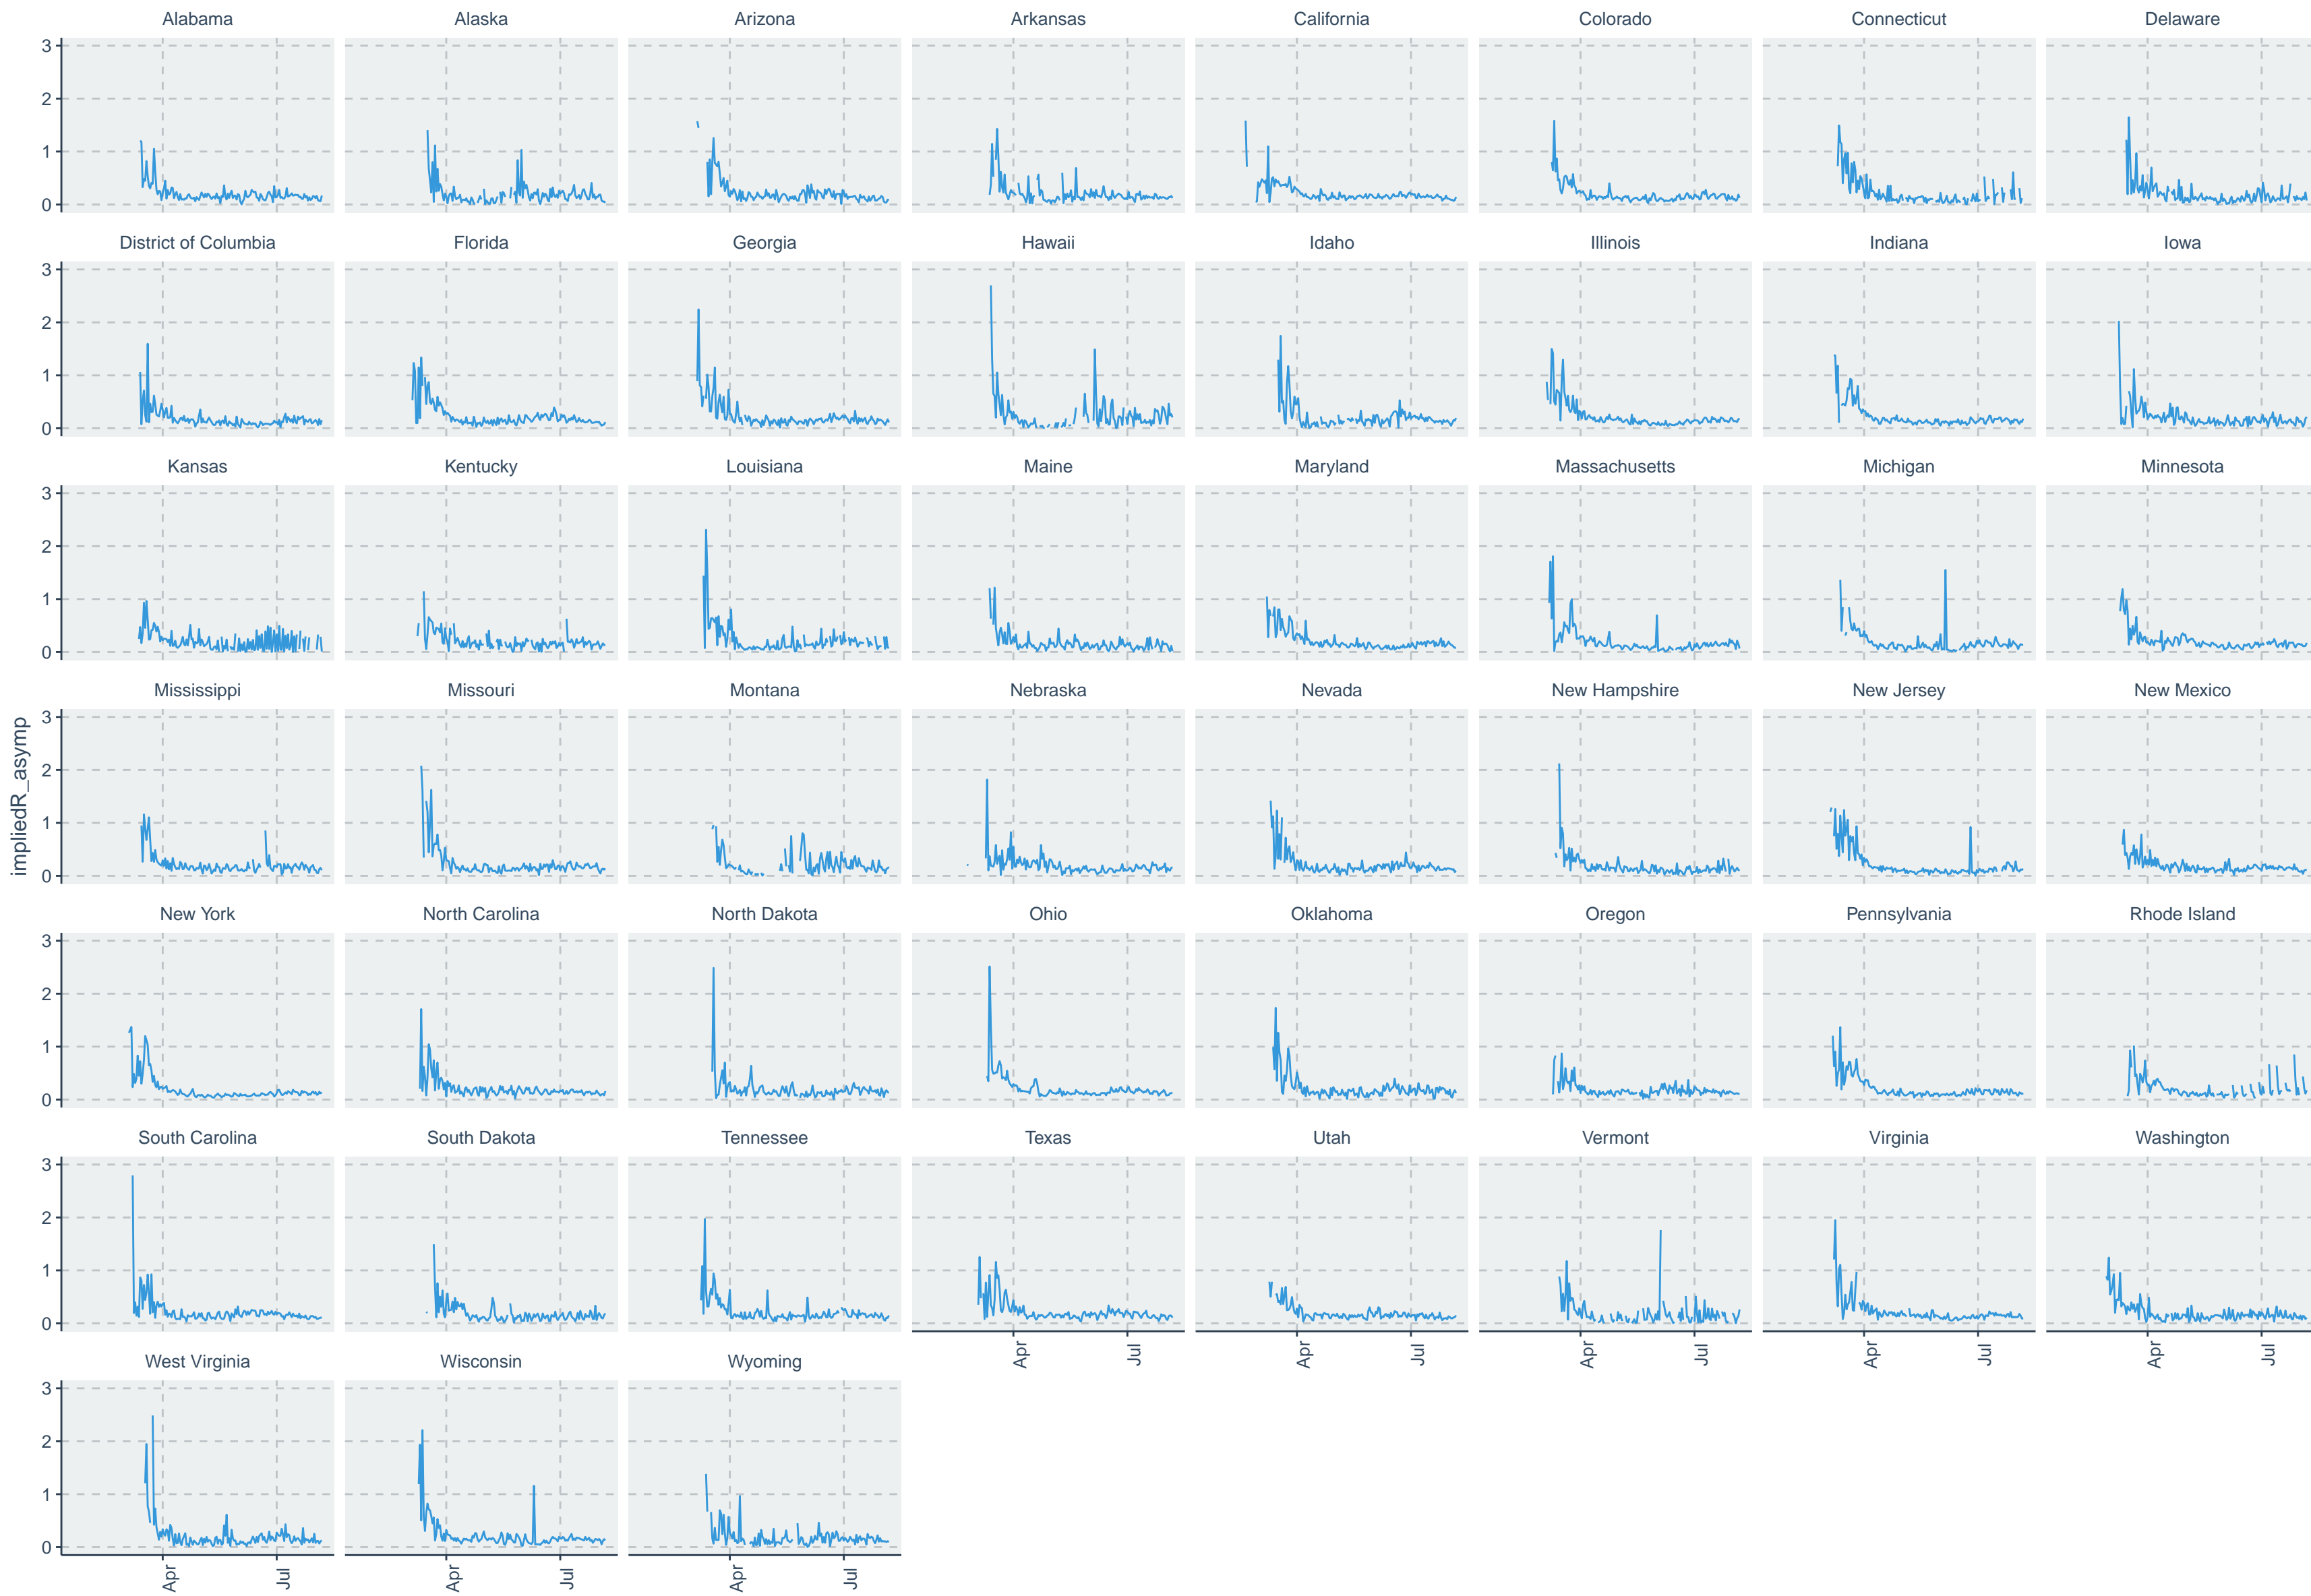 Alabama Alaska Arizona Arkansas California Colorado Connecticut Delaware
3
2
1
0
District of Columbia Florida Georgia Hawaii Idaho Illinois Indiana Iowa
3
2
1
0
Kansas Kentucky Louisiana Maine Maryland Massachusetts Michigan Minnesota
3
2
1
0
Mississippi Missouri Montana Nebraska Nevada New Hampshire New Jersey New Mexico
3
2
1
0
impliedR_asymp
New York North Carolina North Dakota Ohio Oklahoma Oregon Pennsylvania Rhode Island
3
2
1
0
South Carolina South Dakota Tennessee Texas Utah Vermont Virginia Washington
3
2
1
0
Apr Jul Apr Jul Apr Jul Apr Jul Apr Jul
West Virginia Wisconsin Wyoming
3
2
1
0
Apr Jul Apr Jul Apr Jul